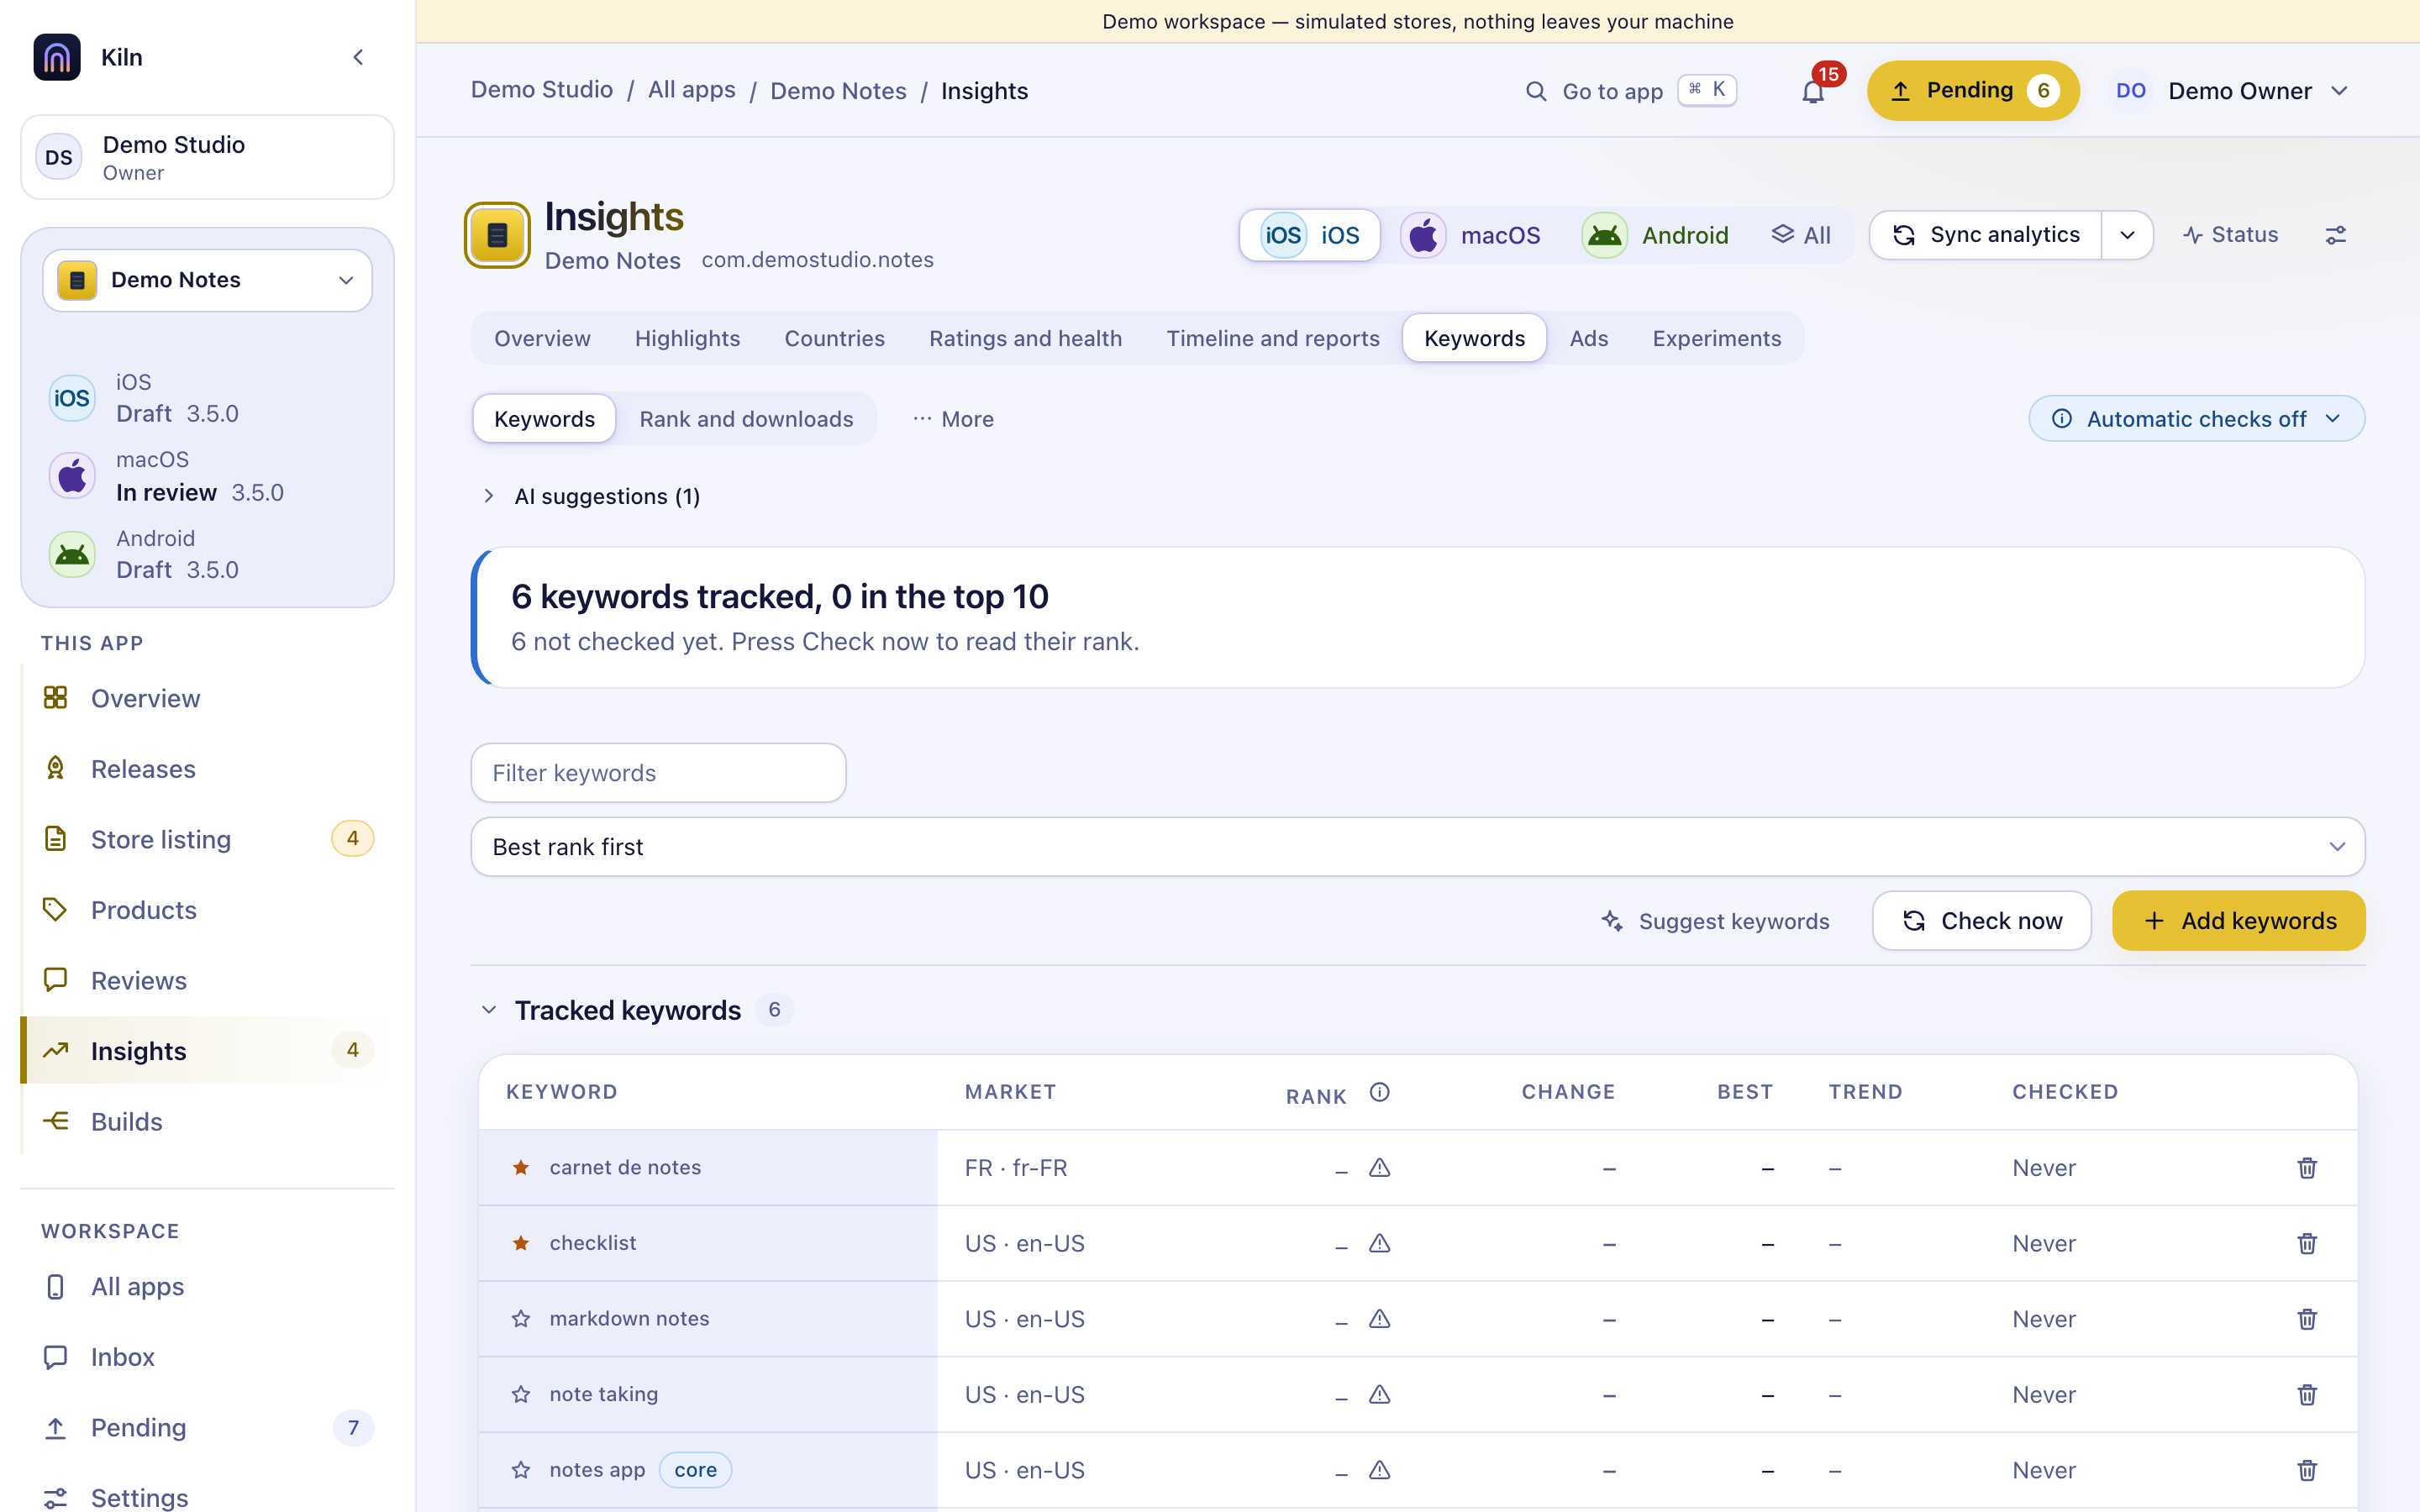 Demo workspace — simulated stores, nothing leaves your machine
Kiln
DS
Demo Studio
Owner
Demo Notes
iOS
iOS
Draft 3.5.0
macOS
In review 3.5.0
Android
Draft 3.5.0
THIS APP
Overview
Releases
Store listing 4
Products
Reviews
Insights 4
Builds
WORKSPACE
All apps
Inbox
Pending 7
Settings
Demo Studio / All apps / Demo Notes / Insights
Go to app ⌘ K
15
Pending 6
DO Demo Owner
Insights
Demo Notes com.demostudio.notes
iOS iOS macOS Android All
Sync analytics
Status
Overview Highlights Countries Ratings and health Timeline and reports Keywords Ads Experiments
Keywords Rank and downloads ··· More
Automatic checks off
AI suggestions (1)
6 keywords tracked, 0 in the top 10
6 not checked yet. Press Check now to read their rank.
Filter keywords
Best rank first
Suggest keywords Check now + Add keywords
Tracked keywords 6
KEYWORD MARKET RANK CHANGE BEST TREND CHECKED
carnet de notes FR · fr-FR – – – – Never
checklist US · en-US – – – – Never
markdown notes US · en-US – – – – Never
note taking US · en-US – – – – Never
notes app core US · en-US – – – – Never